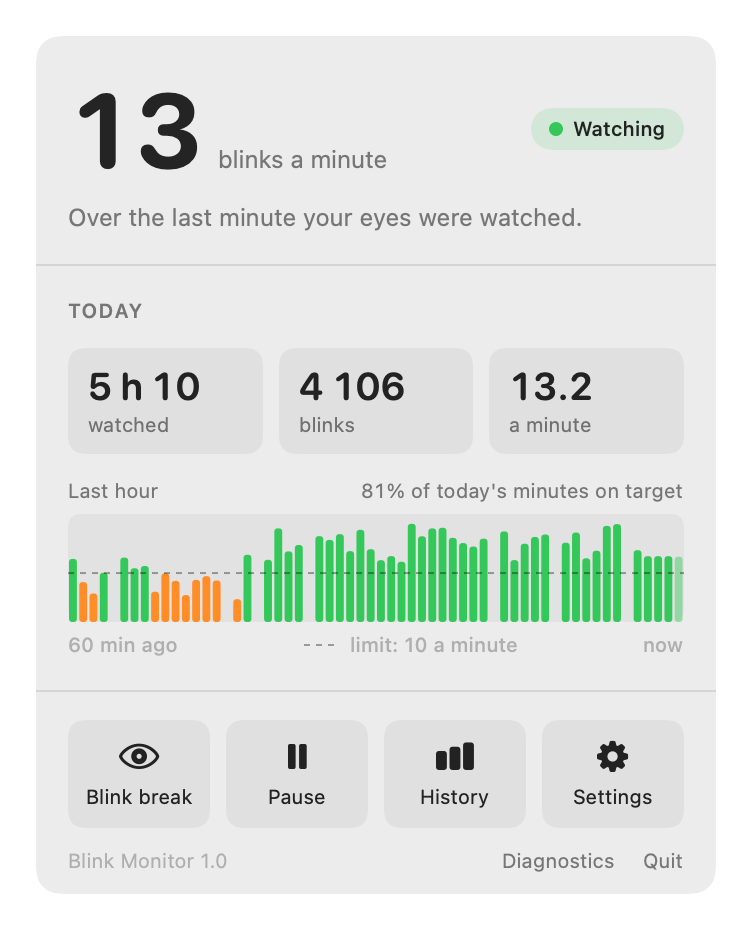 13 blinks a minute
Watching
Over the last minute your eyes were watched.
TODAY
5 h 10
watched
4 106
blinks
13.2
a minute
Last hour
81% of today's minutes on target
60 min ago
limit: 10 a minute
now
Blink break
Pause
History
Settings
Blink Monitor 1.0
Diagnostics
Quit